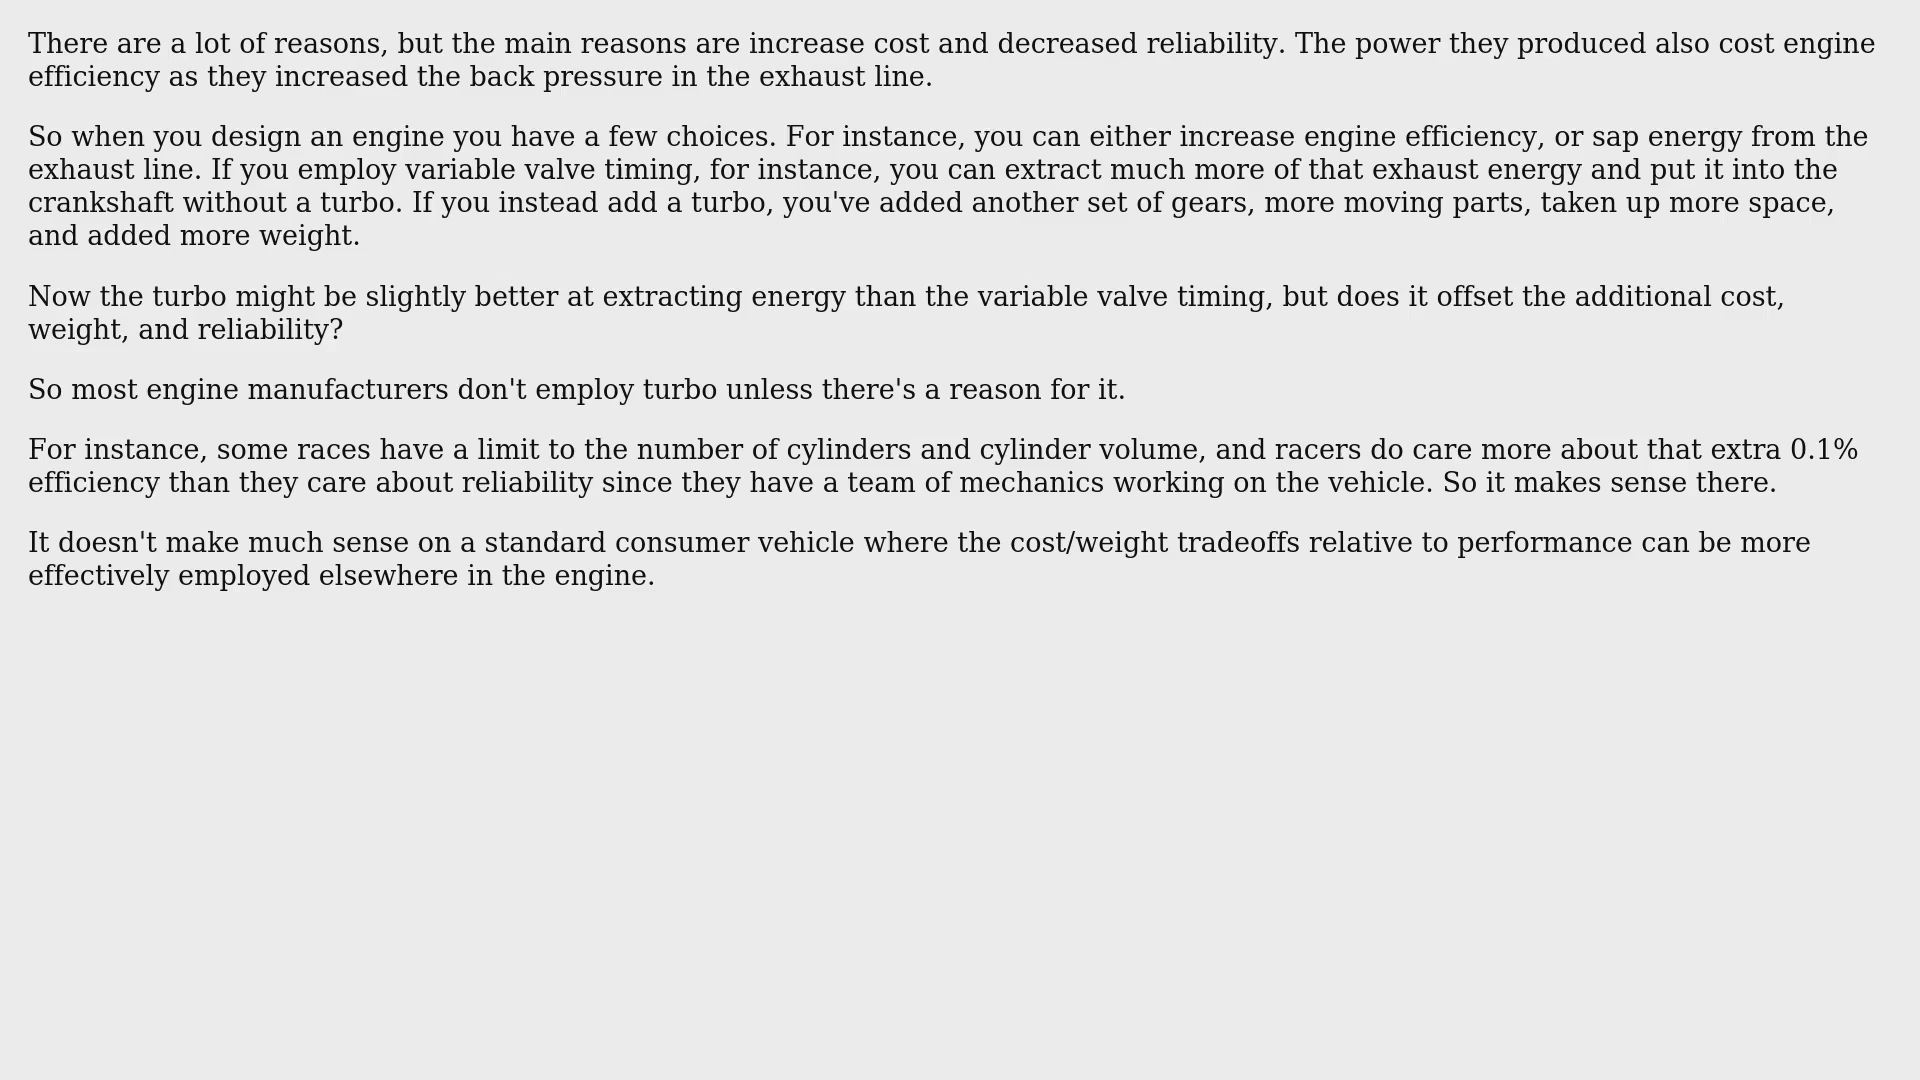 There are a lot of reasons, but the main reasons are increase cost and decreased reliability. The power they produced also cost engine
efficiency as they increased the back pressure in the exhaust line.
So when you design an engine you have a few choices. For instance, you can either increase engine efficiency, or sap energy from the
exhaust line. If you employ variable valve timing, for instance, you can extract much more of that exhaust energy and put it into the
crankshaft without a turbo. If you instead add a turbo, you've added another set of gears, more moving parts, taken up more space,
and added more weight.
Now the turbo might be slightly better at extracting energy than the variable valve timing, but does it offset the additional cost,
weight, and reliability?
So most engine manufacturers don't employ turbo unless there's a reason for it.
For instance, some races have a limit to the number of cylinders and cylinder volume, and racers do care more about that extra 0.1%
efficiency than they care about reliability since they have a team of mechanics working on the vehicle. So it makes sense there.
It doesn't make much sense on a standard consumer vehicle where the cost/weight tradeoffs relative to performance can be more
effectively employed elsewhere in the engine.